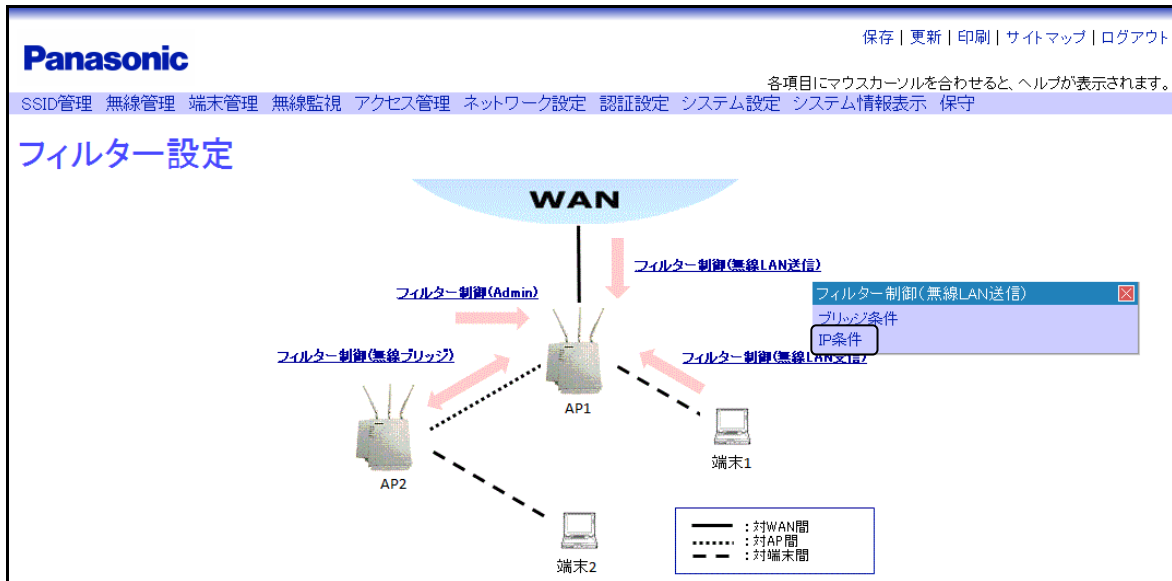 保存 | 更新 | 印刷 | サイトマップ | ログアウト
Panasonic
各項目にマウスカーソルを合わせると、ヘルプが表示されます。
SSID管理 無線管理 端末管理 無線監視 アクセス管理 ネットワーク設定 認証設定 システム設定 システム情報表示 保守
フィルター設定
WAN
フィルター制御(無線LAN送信)
フィルター制御(Admin)
フィルター制御(無線LAN送信)
ブリッジ条件
IP条件
フィルター制御(無線ブリッジ)
フィルター制御(無線LAN受信)
AP1
端末1
AP2
端末2
:対WAN間
:対AP間
:対端末間